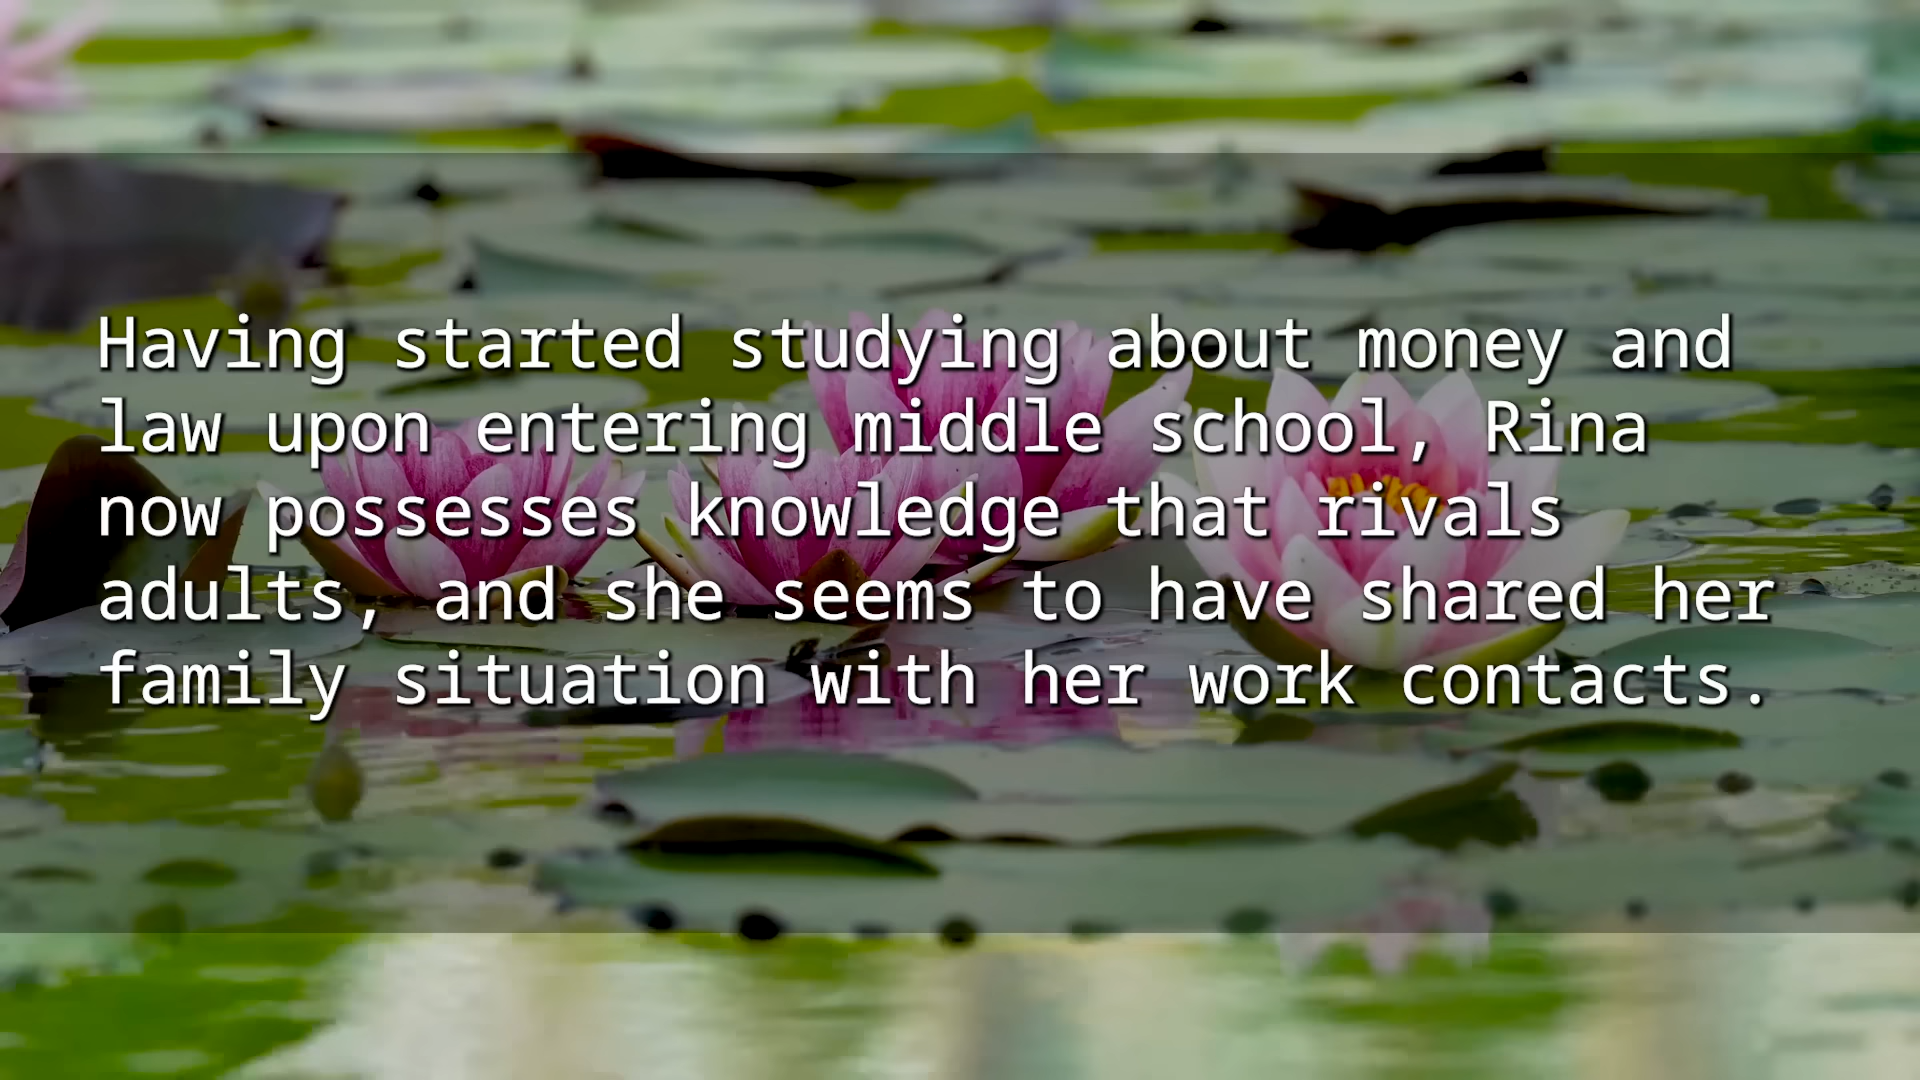 Having started studying about money and
law upon entering middle school, Rina
now possesses knowledge that rivals
adults, and she seems to have shared her
family situation with her work contacts.